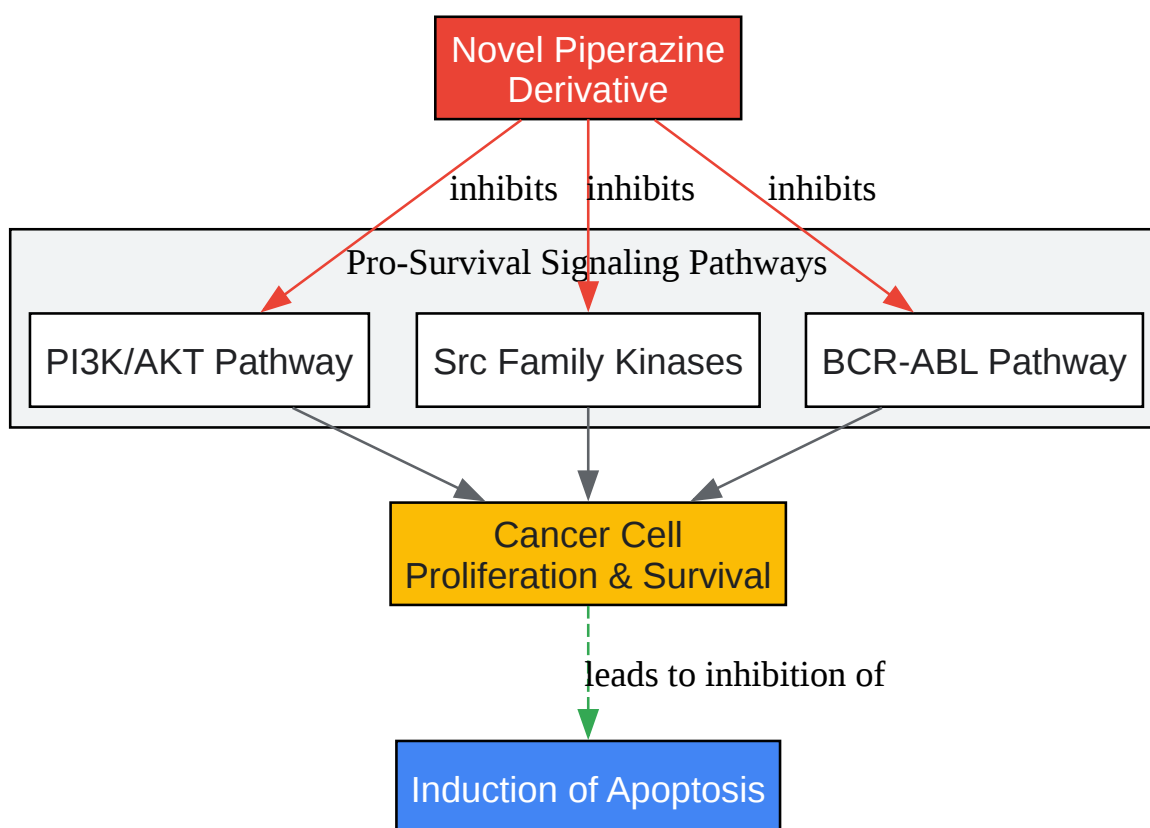 Novel Piperazine
Derivative
inhibits
inhibits
inhibits
Pro-Survival Signaling Pathways
PI3K/AKT Pathway
Src Family Kinases
BCR-ABL Pathway
Cancer Cell
Proliferation & Survival
leads to inhibition of
Induction of Apoptosis